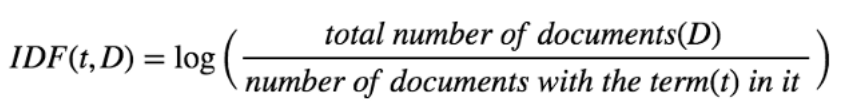 IDF(t, D) = log ( total number of documents(D) / number of documents with the term(t) in it )